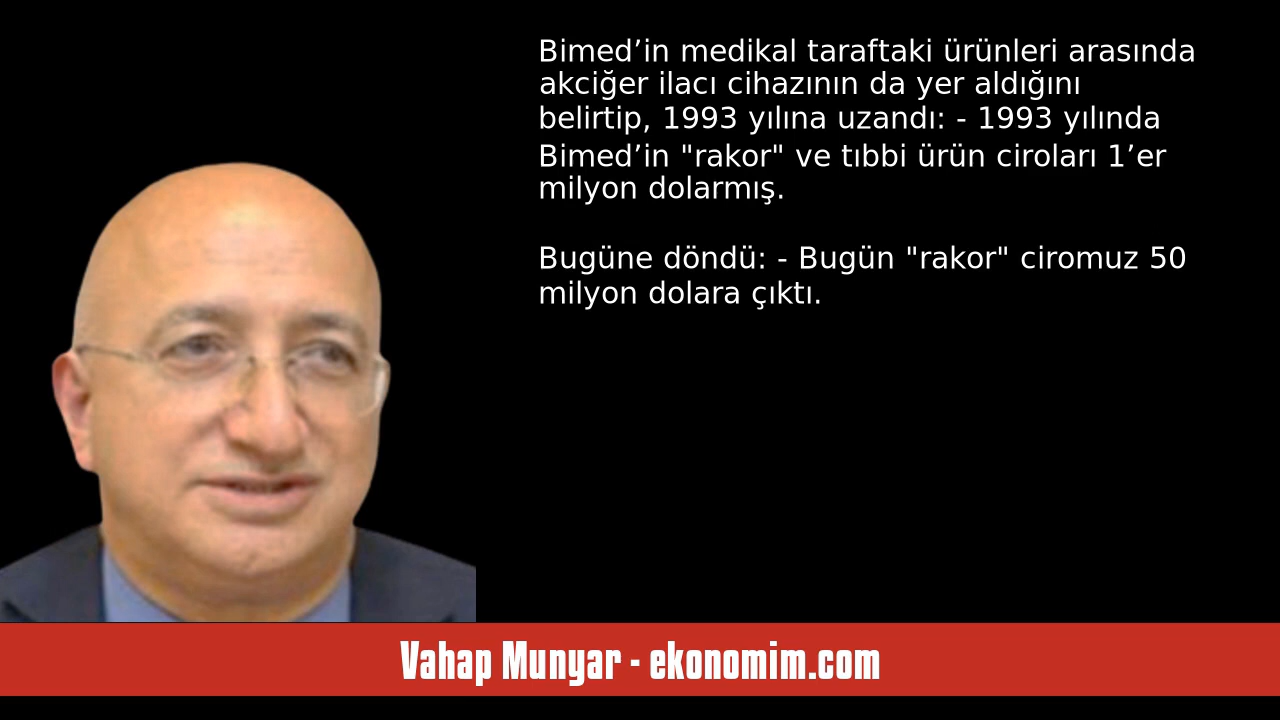 Bimed’in medikal taraftaki ürünleri arasında
akciğer ilacı cihazının da yer aldığını
belirtip, 1993 yılına uzandı: - 1993 yılında
Bimed’in "rakor" ve tıbbi ürün ciroları 1’er
milyon dolarmış.
Bugüne döndü: - Bugün "rakor" ciromuz 50
milyon dolara çıktı.
Vahap Munyar - ekonomim.com